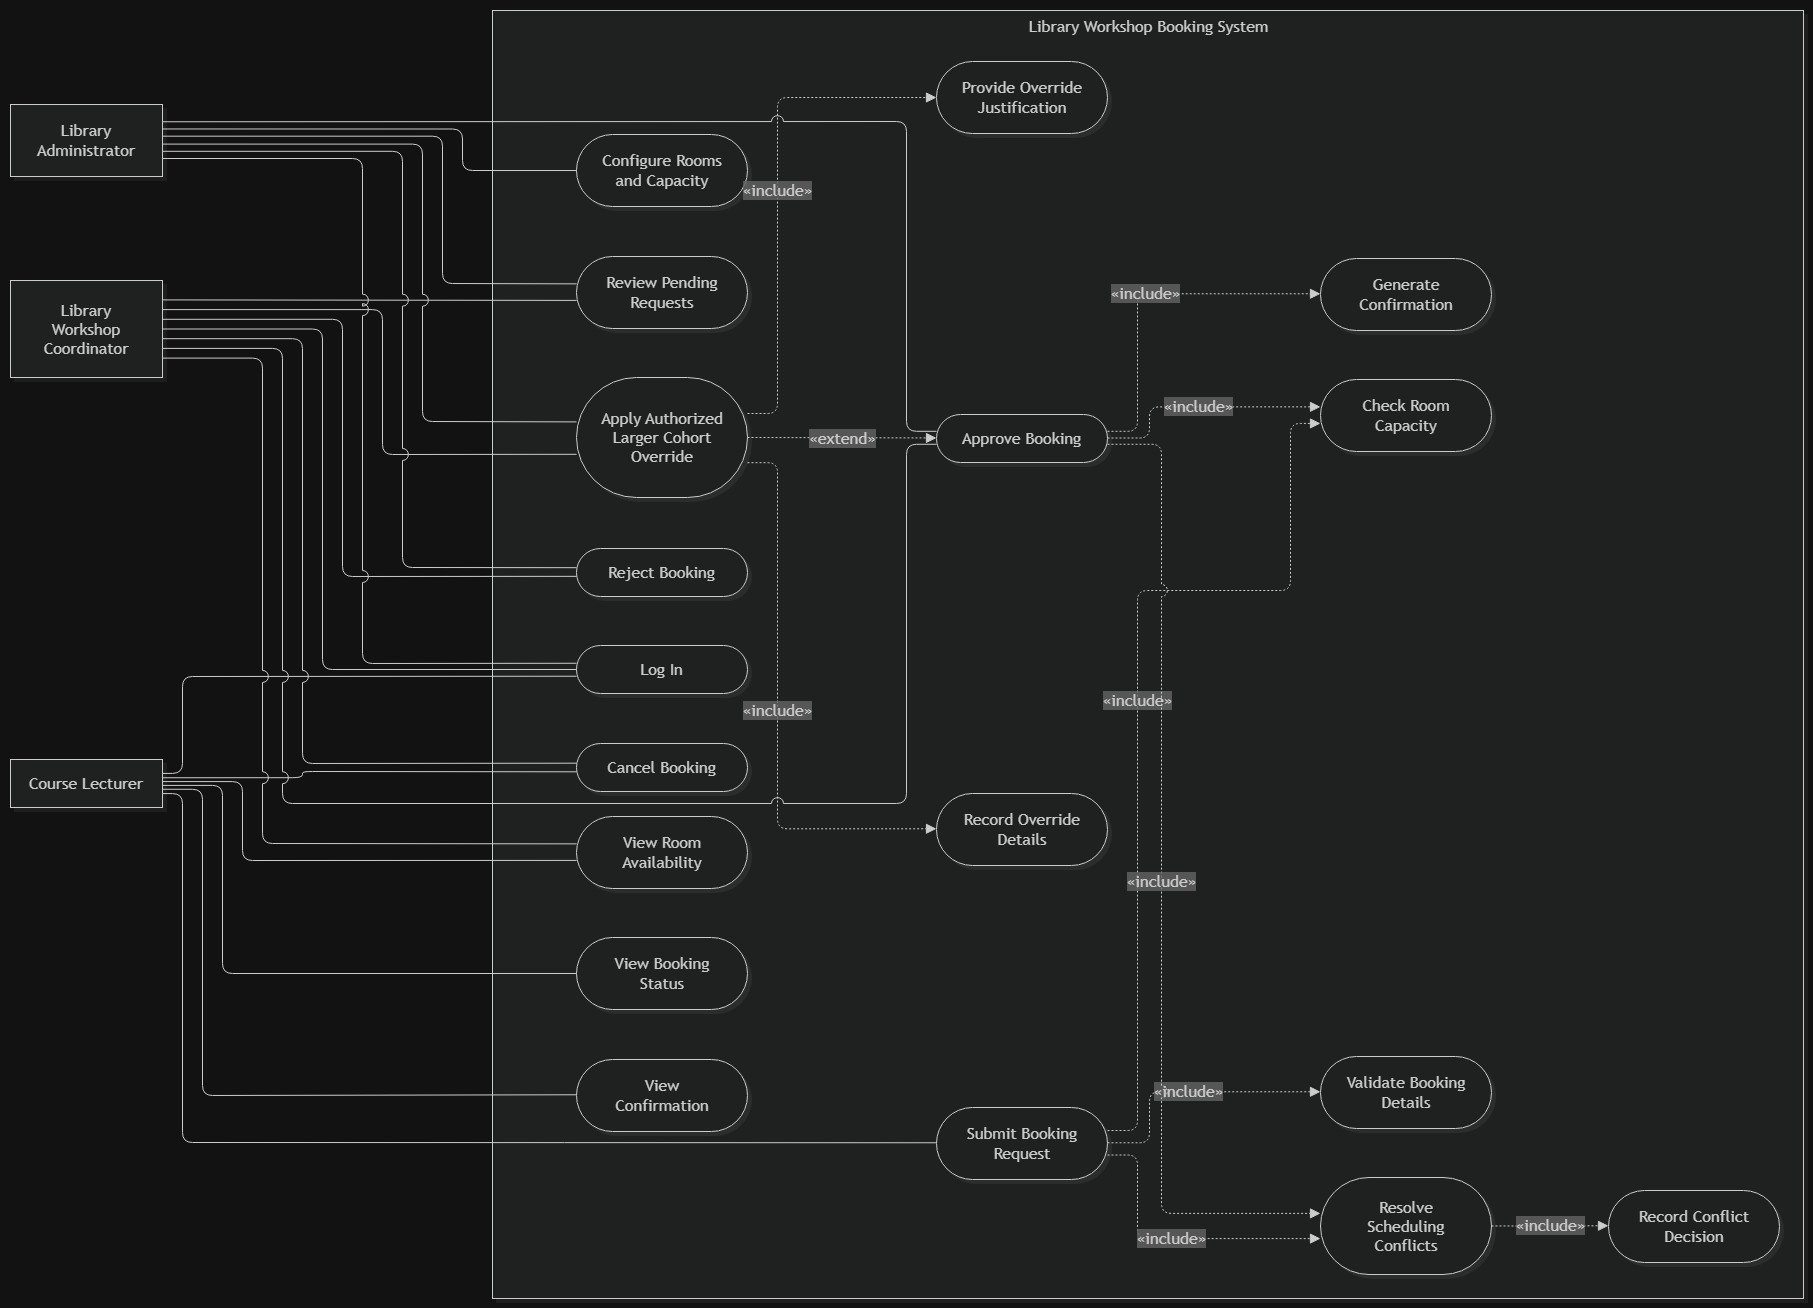 Library Workshop Booking System
Library
Administrator
Library
Workshop
Coordinator
Course Lecturer
Configure Rooms
and Capacity
Review Pending
Requests
Apply Authorized
Larger Cohort
Override
Reject Booking
Log In
Cancel Booking
View Room
Availability
View Booking
Status
View
Confirmation
«include»
«extend»
«include»
Provide Override
Justification
Approve Booking
Record Override
Details
Submit Booking
Request
«include»
«include»
«include»
«include»
«include»
«include»
Generate
Confirmation
Check Room
Capacity
Validate Booking
Details
Resolve
Scheduling
Conflicts
«include»
Record Conflict
Decision